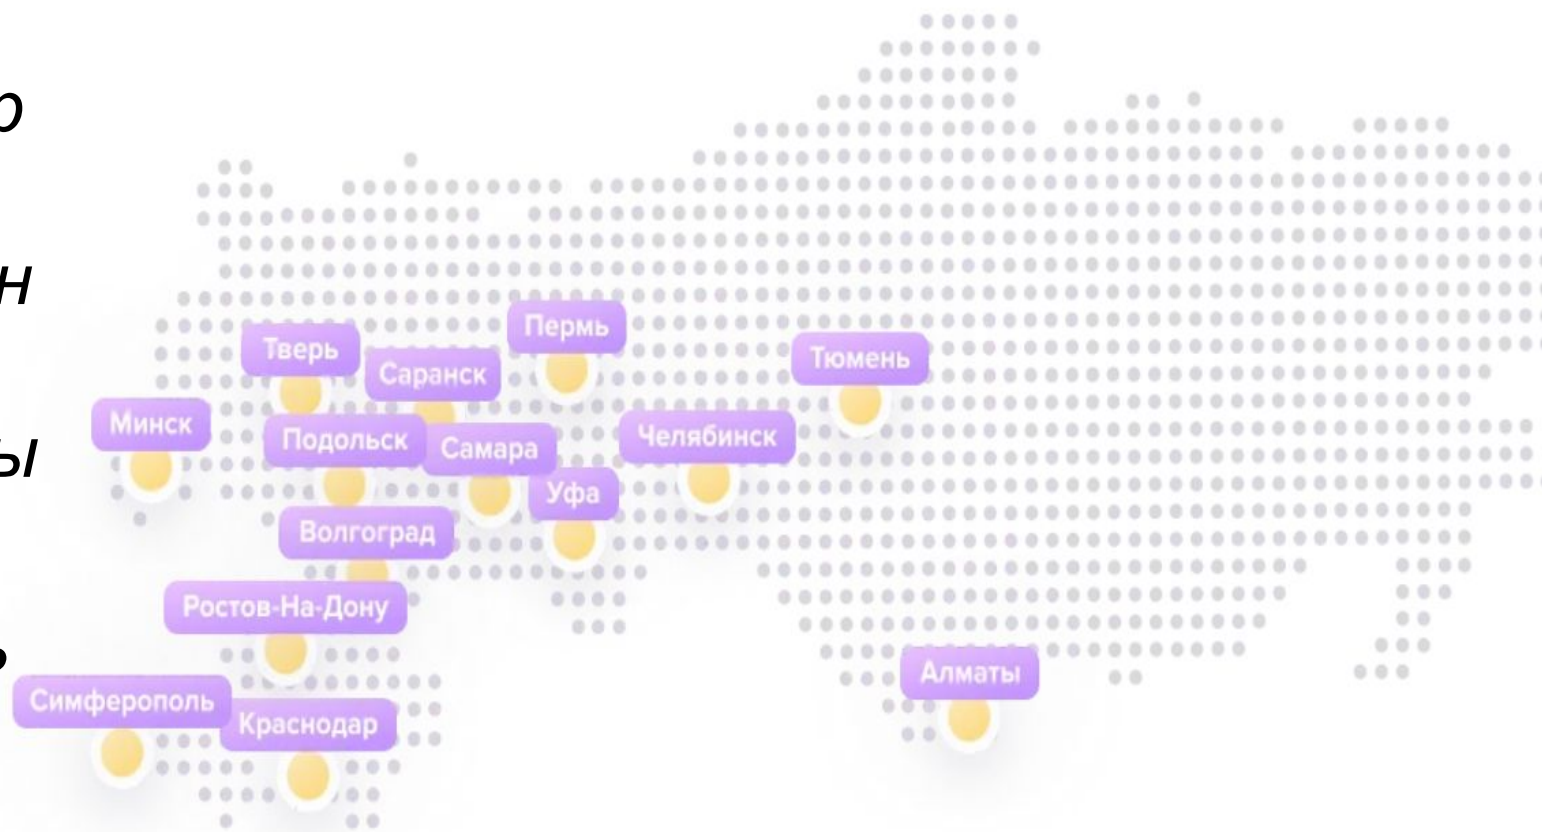 р
н
ы
Пермь
Тверь
Тюмень
Саранск
Минск
Челябинск
Подольск
Самара
Уфа
Волгоград
Ростов-На-Дону
Алматы
Симферополь
Краснодар